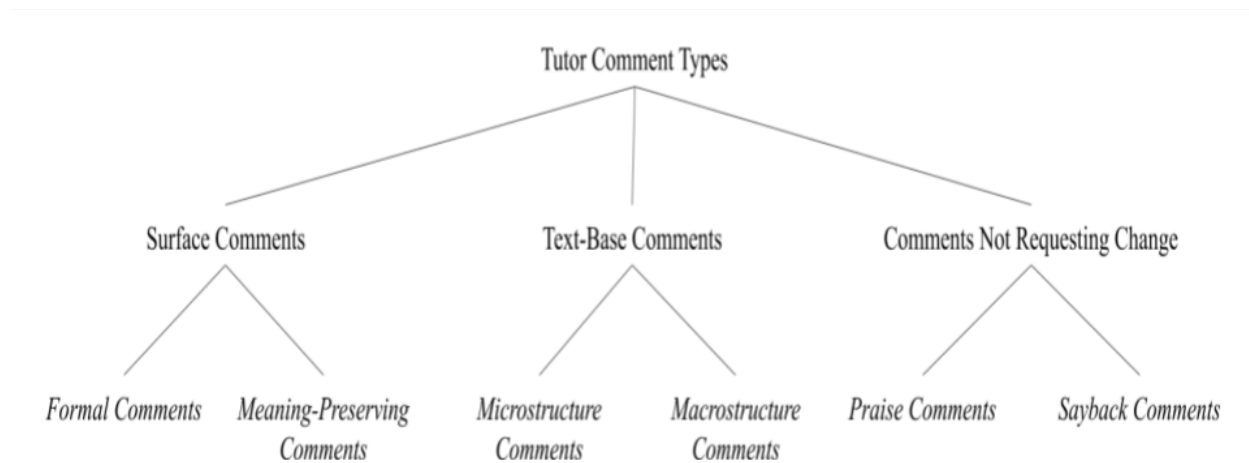 Tutor Comment Types
Surface Comments
Text-Base Comments
Comments Not Requesting Change
Formal Comments
Meaning-Preserving
Comments
Microstructure
Comments
Macrostructure
Comments
Praise Comments
Sayback Comments